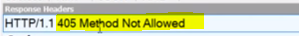 Response Headers
HTTP/1.1 405 Method Not Allowed